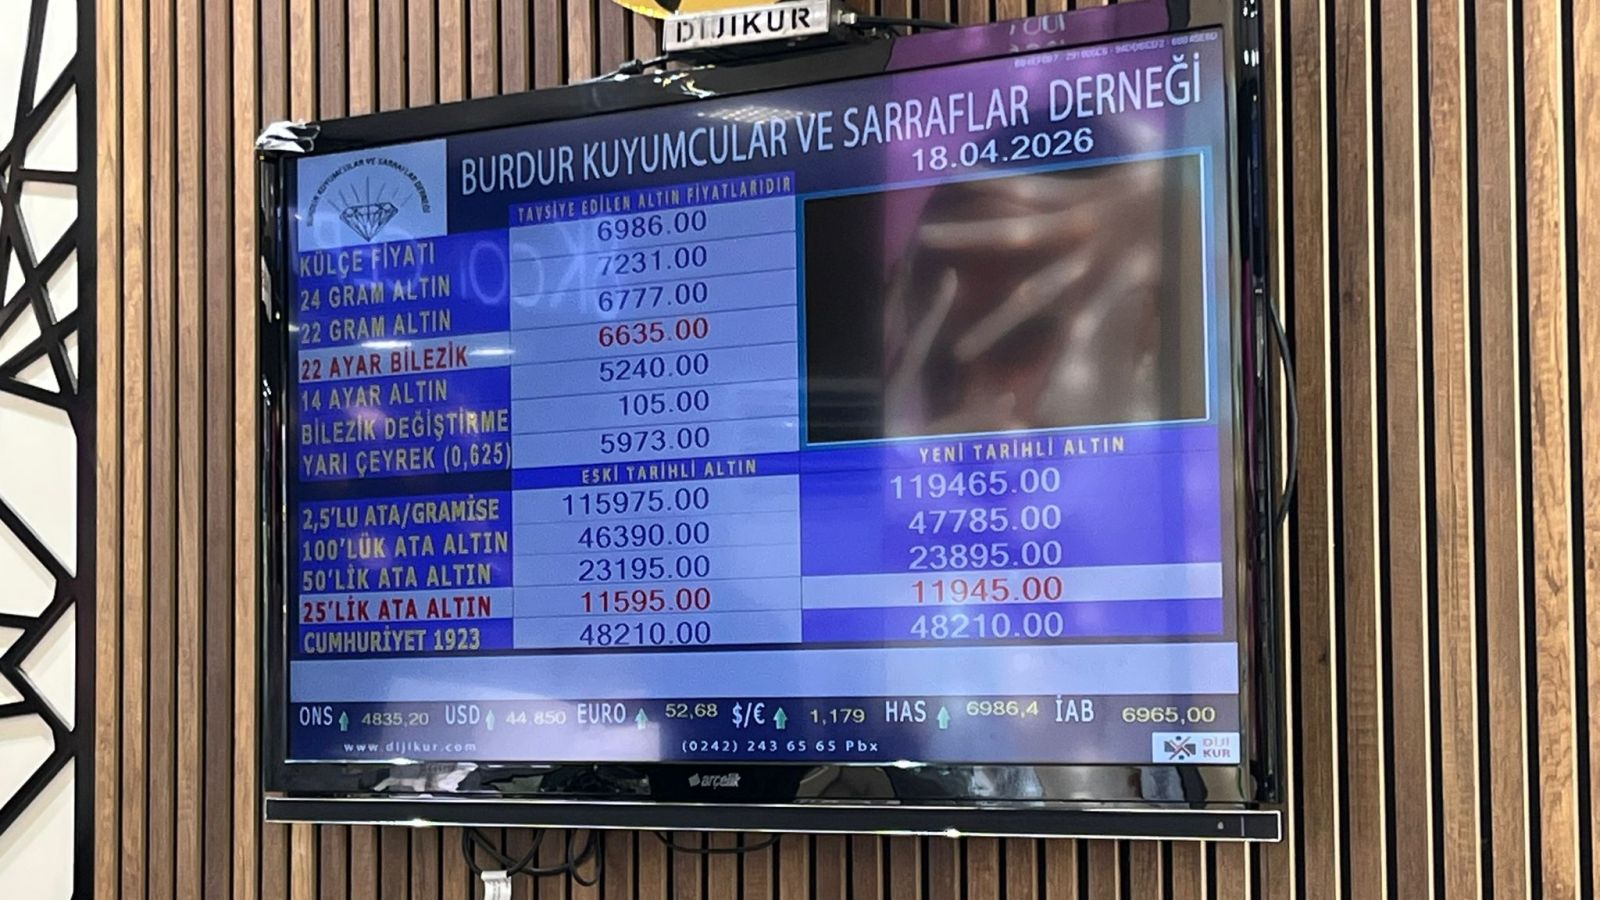 DIJIKUR
BURDUR KUYUMCULAR VE SARRAFLAR DERNEĞİ
18.04.2026
BURDUR KUYUMCULAR VE SARRAFLAR DERNEĞİ
TAVSİYE EDİLEN ALTIN FİYATLARIDIR
KÜLÇE FİYATI 6986.00
24 GRAM ALTIN 7231.00
22 GRAM ALTIN 6777.00
22 AYAR BİLEZİK 6635.00
14 AYAR ALTIN 5240.00
BİLEZİK DEĞİŞTİRME 105.00
YARI ÇEYREK (0,625) 5973.00
ESKİ TARİHLİ ALTIN YENİ TARİHLİ ALTIN
2,5'LU ATA/GRAMİSE 115975.00 119465.00
100'LÜK ATA ALTIN 46390.00 47785.00
50'LİK ATA ALTIN 23195.00 23895.00
25'LİK ATA ALTIN 11595.00 11945.00
CUMHURİYET 1923 48210.00 48210.00
ONS 4835,20 USD 44.850 EURO 52,68 $/€ 1,179 HAS 6986,4 İAB 6965,00
www.dijikur.com (0242) 243 65 65 Pbx
DİJİ
KUR
arçelik